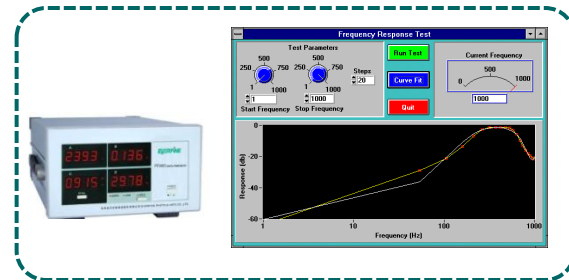 2393 0.136
0.915 29.78
Frequency Response Test
Test Parameters
500 500
250 750 250 750
1 1000 1 1000
Steps
20
1 1000
Start Frequency Stop Frequency
Run Test
Curve Fit
Quit
Current Frequency
500
0 1000
1000
Response [db]
0
-20
-40
-60
1 10 100 1000
Frequency (Hz)